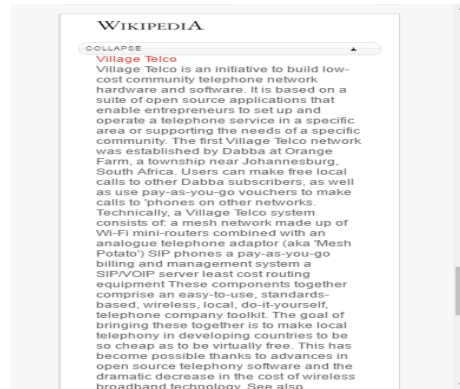 WIKIPEDIA
COLLAPSE
Village Telco
Village Telco is an initiative to build low-
cost community telephone network
hardware and software. It is based on a
suite of open source applications that
enable entrepreneurs to set up and
operate a telephone service in a specific
area or supporting the needs of a specific
community. The first Village Telco network
was established by Dabba at Orange
Farm, a township near Johannesburg,
South Africa. Users can make free local
calls to other Dabba subscribers, as well
as use pay-as-you-go vouchers to make
calls to 'phones on other networks.
Technically, a Village Telco system
consists of: a mesh network made up of
Wi-Fi mini-routers combined with an
analogue telephone adaptor (aka 'Mesh
Potato') SIP phones a pay-as-you-go
billing and management system a
SIP/VOIP server least cost routing
equipment These components together
comprise an easy-to-use, standards-
based, wireless, local, do-it-yourself,
telephone company toolkit. The goal of
bringing these together is to make local
telephony in developing countries to be
so cheap as to be virtually free. This has
become possible thanks to advances in
open source telephony software and the
dramatic decrease in the cost of wireless
broadband technology. See also